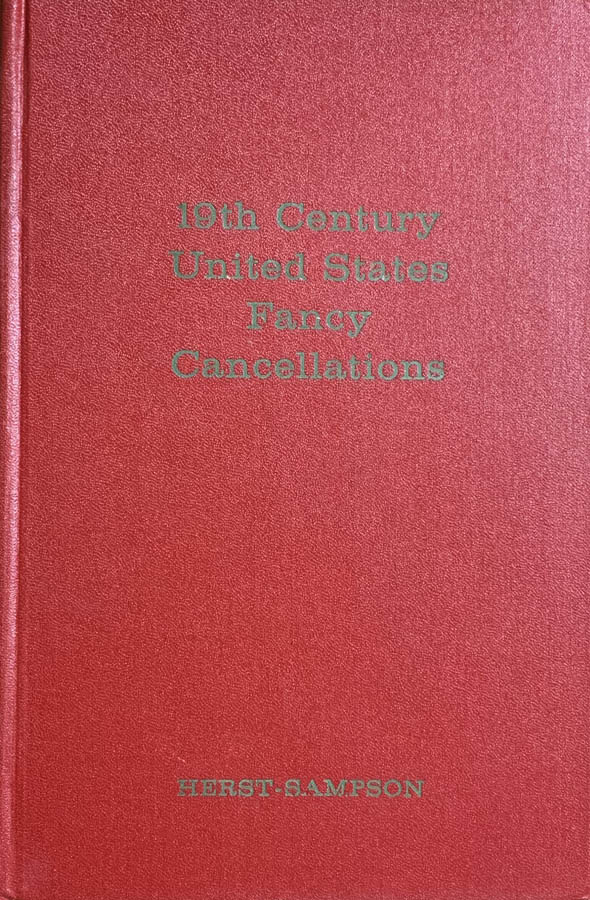 19th Century
United States
Fancy
Cancellations
HERST-SAMPSON